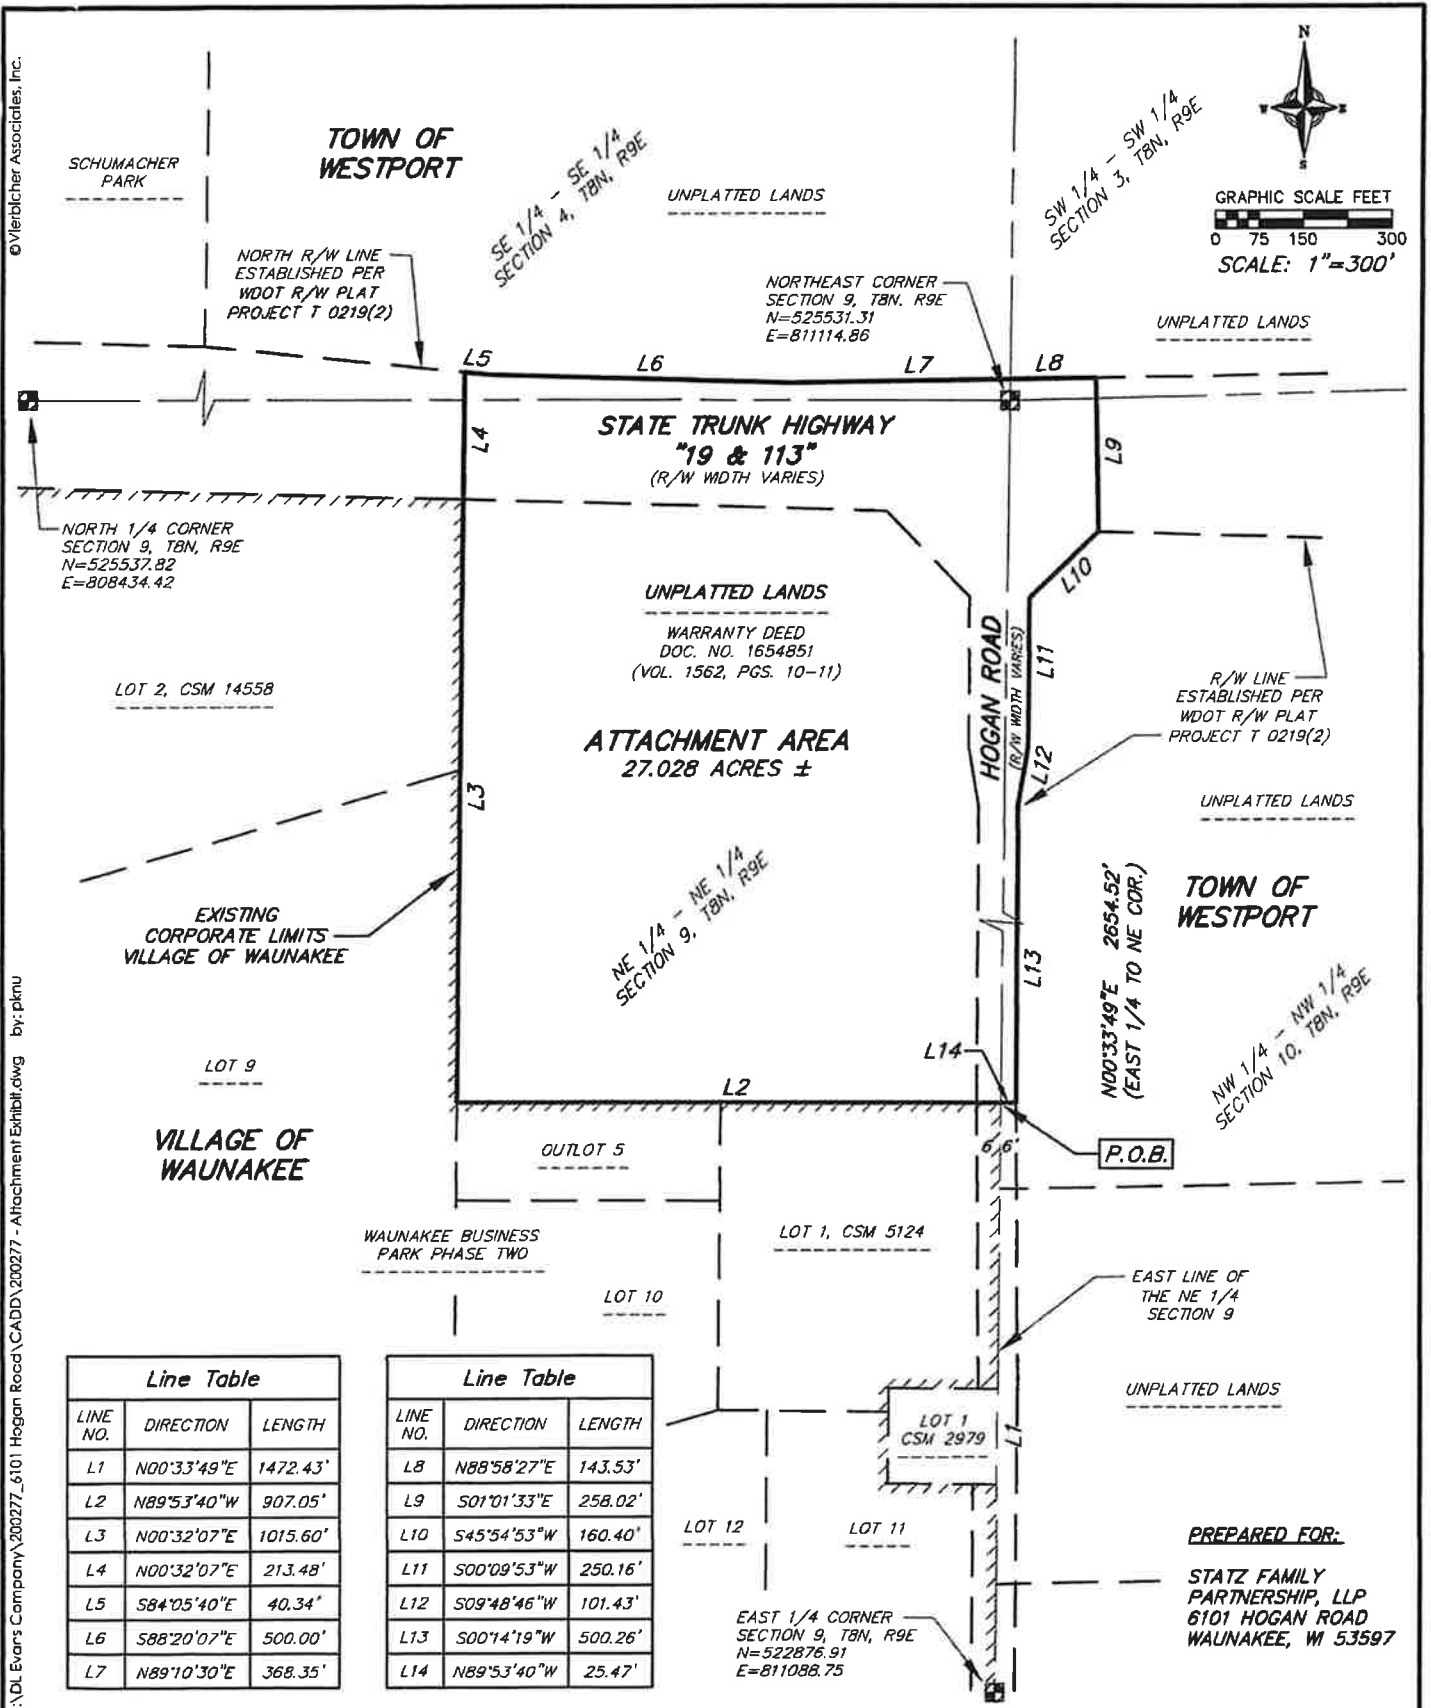 ©Vierbicher Associates, Inc.
:\DL Evans Company\200277_6101 Hogan Road\CADD\200277 - Attachment Exhibit.dwg by: pknu
SCHUMACHER
PARK
TOWN OF
WESTPORT
SE 1/4 - SE 1/4
SECTION 4, T8N, R9E
UNPLATTED LANDS
SW 1/4 - SW 1/4
SECTION 3, T8N, R9E
N
W
E
S
GRAPHIC SCALE FEET
0 75 150 300
SCALE: 1"=300'
NORTH R/W LINE
ESTABLISHED PER
WDOT R/W PLAT
PROJECT T 0219(2)
NORTHEAST CORNER
SECTION 9, T8N. R9E
N=525531.31
E=811114.86
UNPLATTED LANDS
L5
L6
L7
L8
STATE TRUNK HIGHWAY
"19 & 113"
(R/W WIDTH VARIES)
L4
L9
NORTH 1/4 CORNER
SECTION 9, T8N, R9E
N=525537.82
E=808434.42
L10
UNPLATTED LANDS
WARRANTY DEED
DOC. NO. 1654851
(VOL. 1562, PGS. 10-11)
HOGAN ROAD
(R/W WIDTH VARIES)
L11
LOT 2, CSM 14558
R/W LINE
ESTABLISHED PER
WDOT R/W PLAT
PROJECT T 0219(2)
ATTACHMENT AREA
27.028 ACRES ±
L12
L3
UNPLATTED LANDS
EXISTING
CORPORATE LIMITS
VILLAGE OF WAUNAKEE
NE 1/4 - NE 1/4
SECTION 9, T8N, R9E
N00°33'49"E 2654.52'
(EAST 1/4 TO NE COR.)
TOWN OF
WESTPORT
L13
NW 1/4 - NW 1/4
SECTION 10, T8N, R9E
LOT 9
L14
L2
VILLAGE OF
WAUNAKEE
OUTLOT 5
6 6'
P.O.B.
WAUNAKEE BUSINESS
PARK PHASE TWO
LOT 1, CSM 5124
LOT 10
EAST LINE OF
THE NE 1/4
SECTION 9
UNPLATTED LANDS
LOT 1
CSM 2979
L1
LOT 12
LOT 11
EAST 1/4 CORNER
SECTION 9, T8N, R9E
N=522876.91
E=811088.75
Line Table
LINE NO. DIRECTION LENGTH
L1 N00°33'49"E 1472.43'
L2 N89°53'40"W 907.05'
L3 N00°32'07"E 1015.60'
L4 N00°32'07"E 213.48'
L5 S84°05'40"E 40.34'
L6 S88°20'07"E 500.00'
L7 N89°10'30"E 368.35'
Line Table
LINE NO. DIRECTION LENGTH
L8 N88°58'27"E 143.53'
L9 S01°01'33"E 258.02'
L10 S45°54'53"W 160.40'
L11 S00°09'53"W 250.16'
L12 S09°48'46"W 101.43'
L13 S00°14'19"W 500.26'
L14 N89°53'40"W 25.47'
PREPARED FOR:
STATZ FAMILY
PARTNERSHIP, LLP
6101 HOGAN ROAD
WAUNAKEE, WI 53597